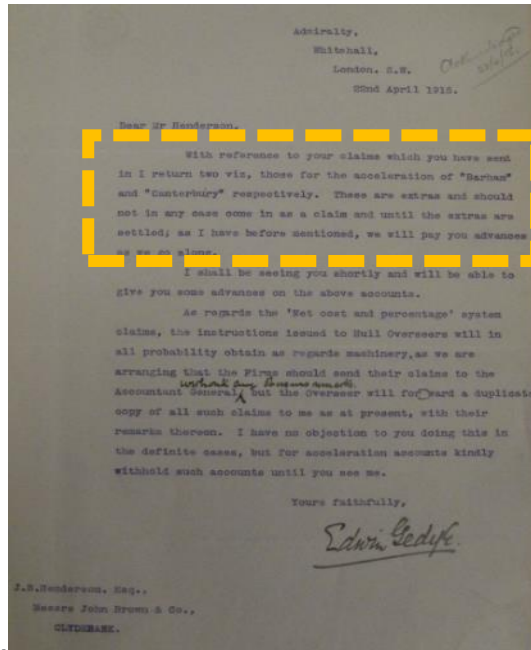 Admiralty,
Whitehall,
London. S.W.
22nd April 1915.
Dear Mr Henderson,
With reference to your claims which you have sent
in I return two viz, those for the acceleration of "Barham"
and "Canterbury" respectively. These are extras and should
not in any case come in as a claim and until the extras are
settled, as I have before mentioned, we will pay you advances
as we go along.
I shall be seeing you shortly and will be able to
give you some advances on the above accounts.
As regards the 'Net cost and percentage' system
claims, the instructions issued to Hull Overseers will in
all probability obtain as regards machinery, as we are
arranging that the Firms should send their claims to the
without any
Accountant General, but the Overseer will forward a duplicate
copy of all such claims to me as at present, with their
remarks thereon. I have no objection to you doing this in
the definite cases, but for acceleration accounts kindly
withhold such accounts until you see me.
Yours faithfully,
Edwin Gedye.
J.B.Henderson, Esq.,
Messrs John Brown & Co.,
CLYDEBANK.